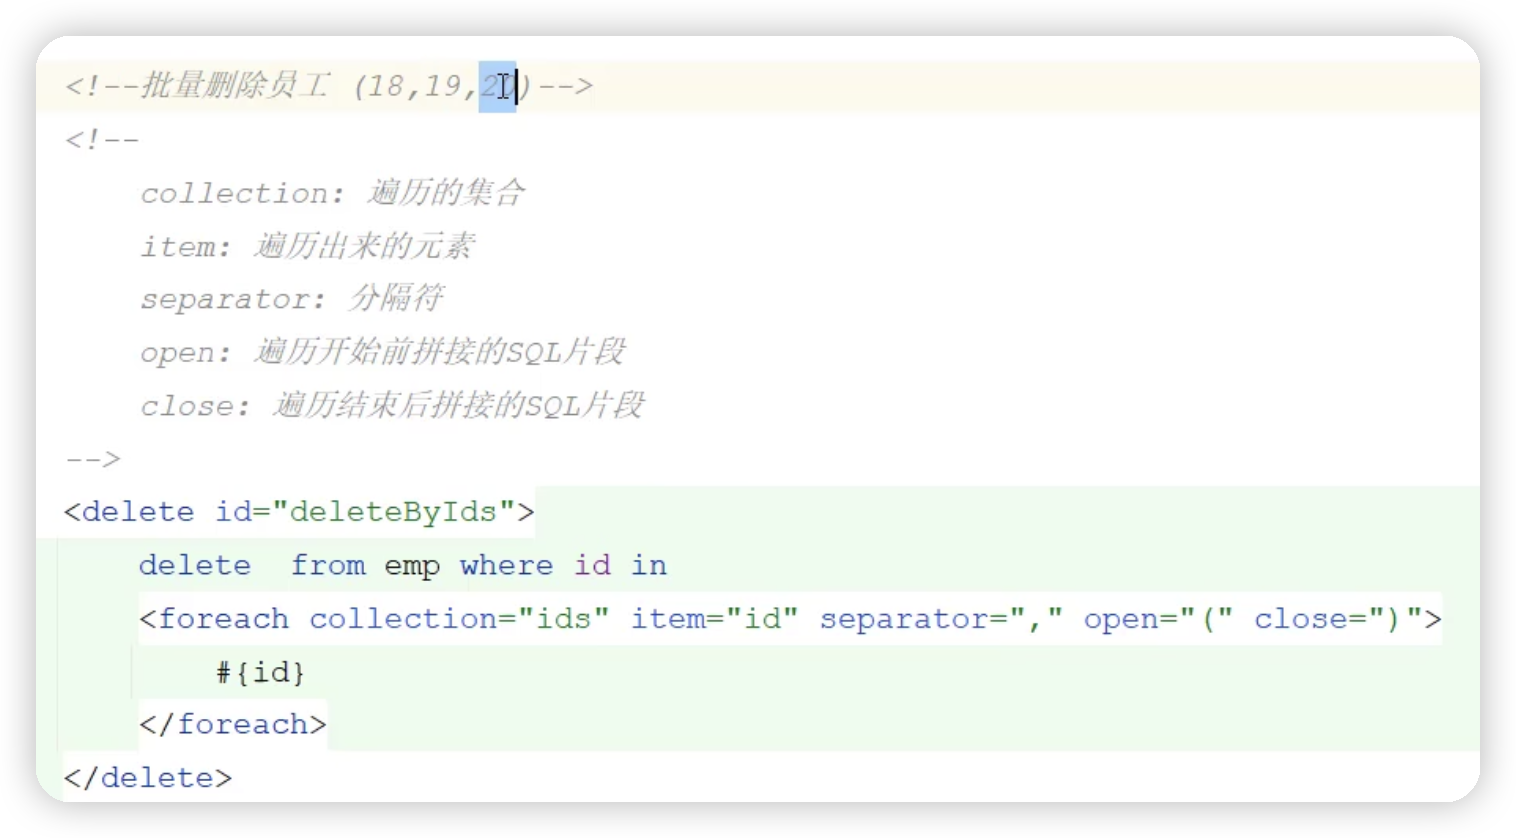 <!--批量删除员工 (18,19,20)-->
<!--
collection: 遍历的集合
item: 遍历出来的元素
separator: 分隔符
open: 遍历开始前拼接的SQL片段
close: 遍历结束后拼接的SQL片段
-->
<delete id="deleteByIds">
delete  from emp where id in
<foreach collection="ids" item="id" separator="," open="(" close=")">
#{id}
</foreach>
</delete>